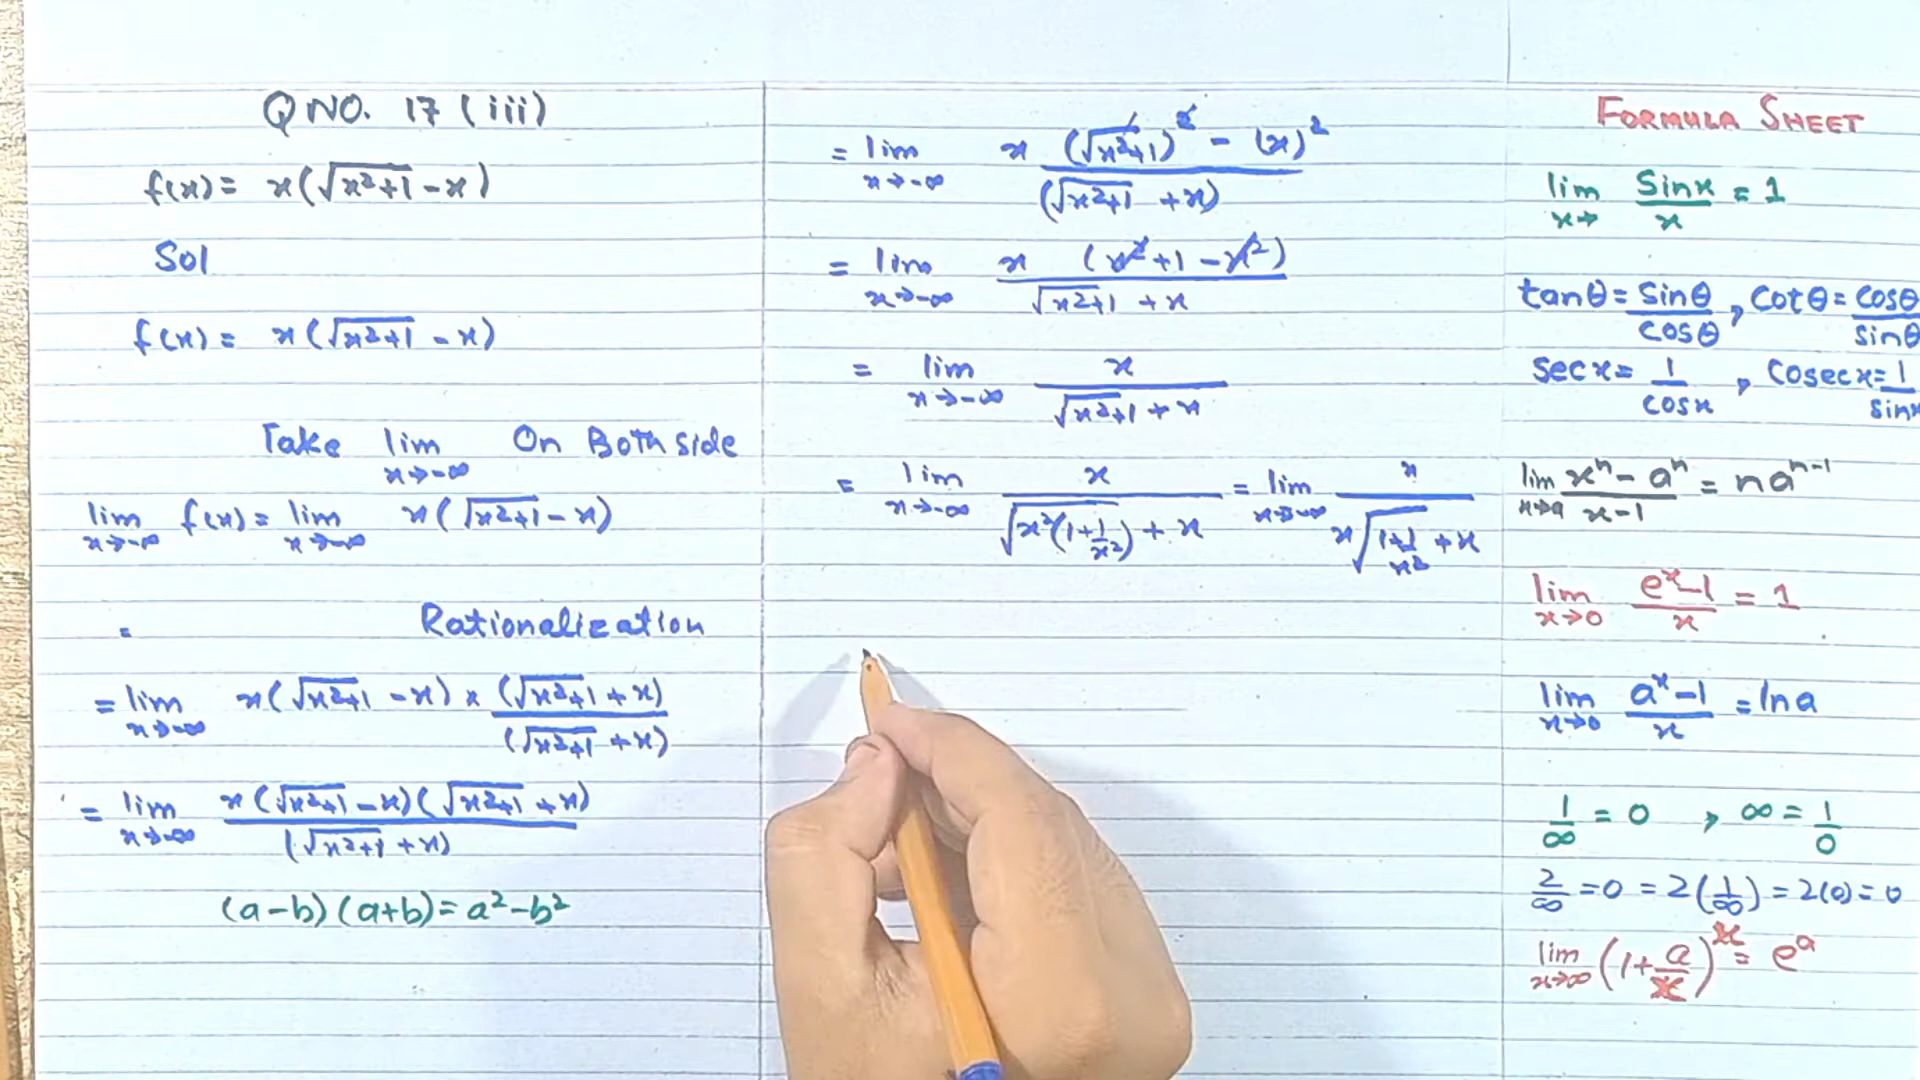 Q NO. 17 (iii)
f(x) = x(√x²+1 - x)
Sol
f(x) = x(√x²+1 - x)
Take lim x→-∞ On Both side
lim x→-∞ f(x) = lim x→-∞ x(√x²+1 - x)
= Rationalization
= lim x→-∞ x(√x²+1 - x) × (√x²+1 + x)/(√x²+1 + x)
= lim x→-∞ x(√x²+1 - x)(√x²+1 + x)/(√x²+1 + x)
(a-b)(a+b) = a²-b²
= lim x→-∞ x (√x²+1)² - (x)²/(√x²+1 + x)
= lim x→-∞ x (x²+1 - x²)/√x²+1 + x
= lim x→-∞ x/√x²+1 + x
= lim x→-∞ x/√x²(1+1/x²) + x = lim x→-∞ x/x√1+1/x² + x
FORMULA SHEET
lim x→ Sinx/x = 1
tanθ = Sinθ/cosθ, Cotθ = cosθ/sinθ
Sec x = 1/cosx, Cosec x = 1/sinx
lim x→a xⁿ - aⁿ/x-1 = naⁿ⁻¹
lim x→0 eˣ-1/x = 1
lim x→0 aˣ-1/x = ln a
1/∞ = 0, ∞ = 1/0
2/∞ = 0 = 2(1/∞) = 2(0) = 0
lim x→∞ (1+a/x)ˣ = eᵃ